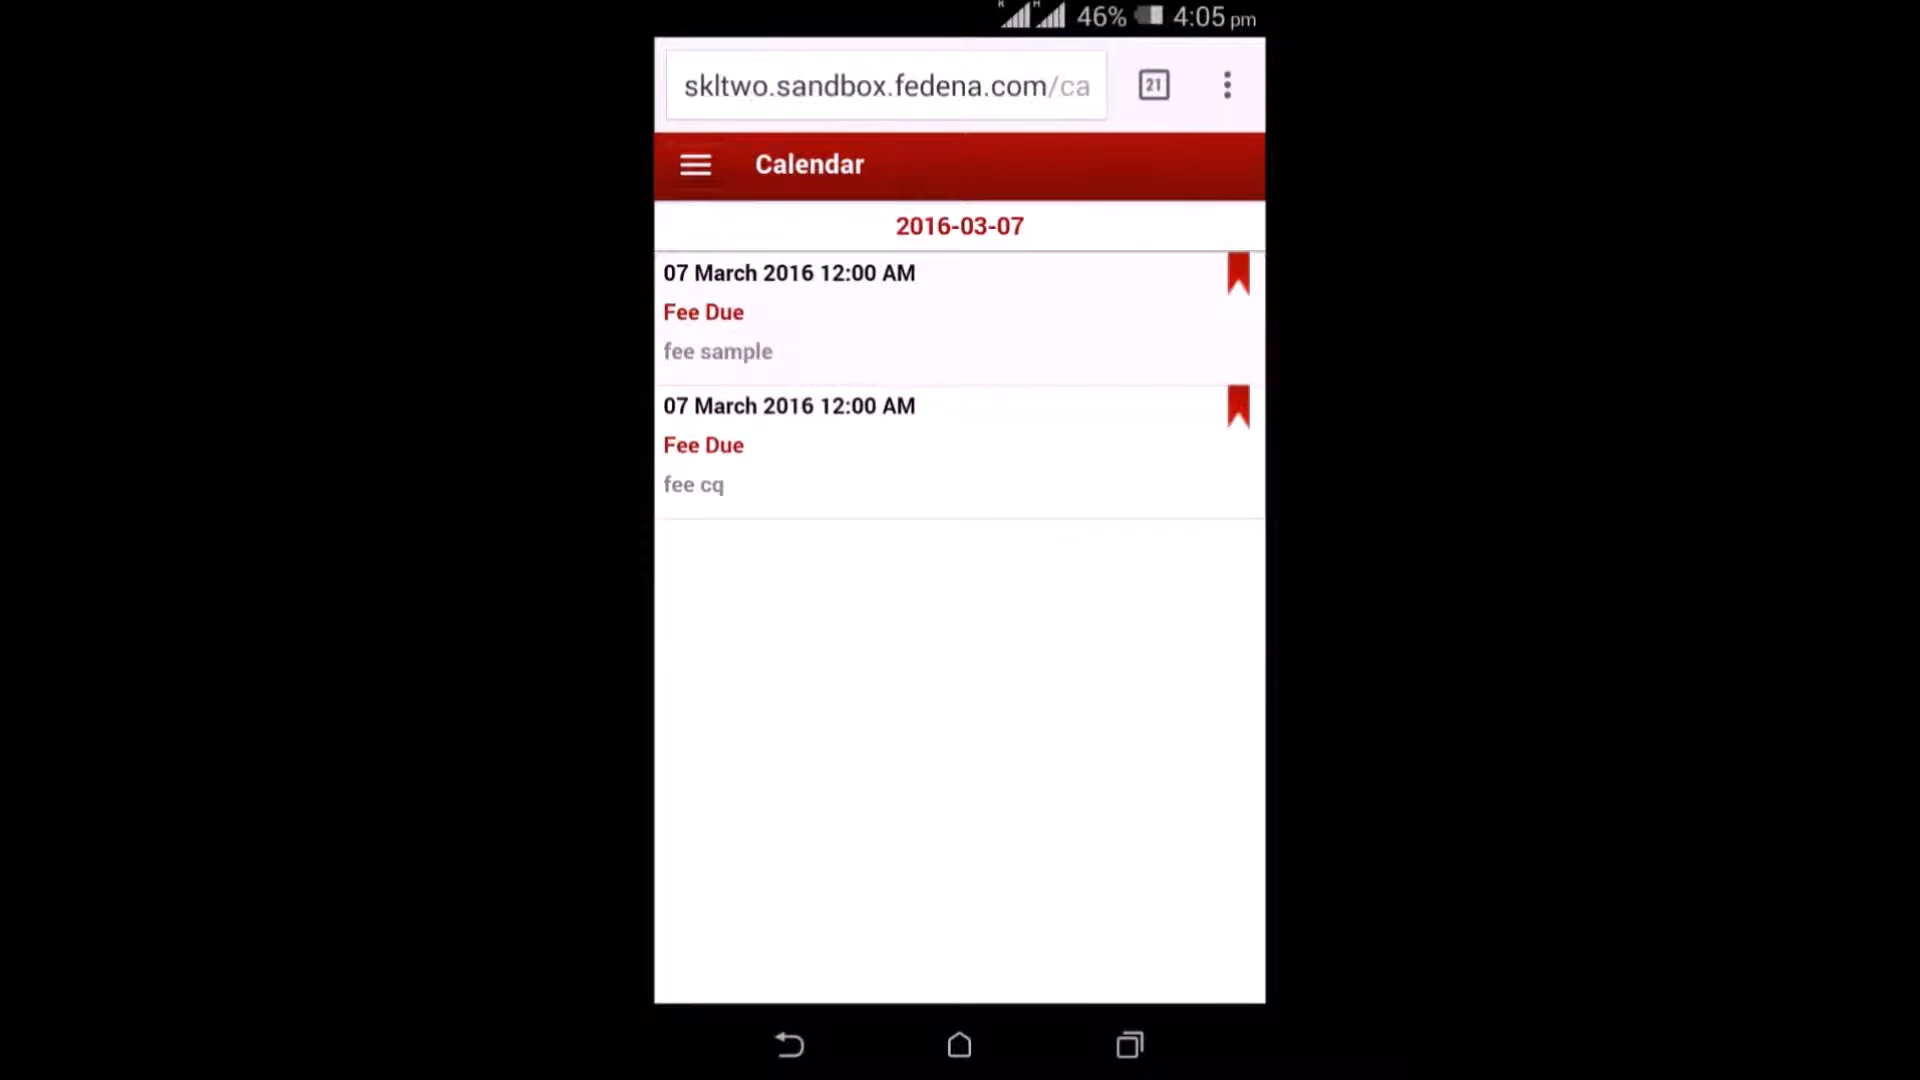 46% 4:05 pm
skltwo.sandbox.fedena.com/ca
21
Calendar
2016-03-07
07 March 2016 12:00 AM
Fee Due
fee sample
07 March 2016 12:00 AM
Fee Due
fee cq